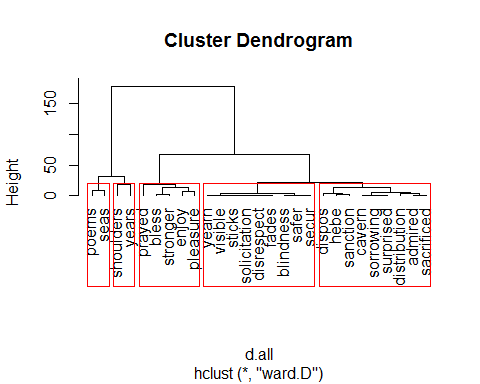 Cluster Dendrogram
Height
0
50
150
poems
seas
shoulders
years
prayed
bless
stronger
enjoy
pleasure
yearn
visible
sticks
solicitation
disrespect
fades
blindness
safer
secur
dispos
hebe
sanction
cavern
sorrowing
surprised
distribution
admired
sacrificed
d.all
hclust (*, "ward.D")